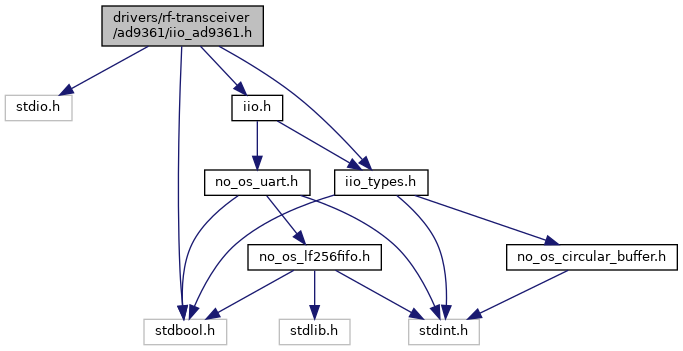 drivers/rf-transceiver
/ad9361/iio_ad9361.h
stdio.h
iio.h
no_os_uart.h
iio_types.h
no_os_lf256fifo.h
no_os_circular_buffer.h
stdbool.h
stdlib.h
stdint.h